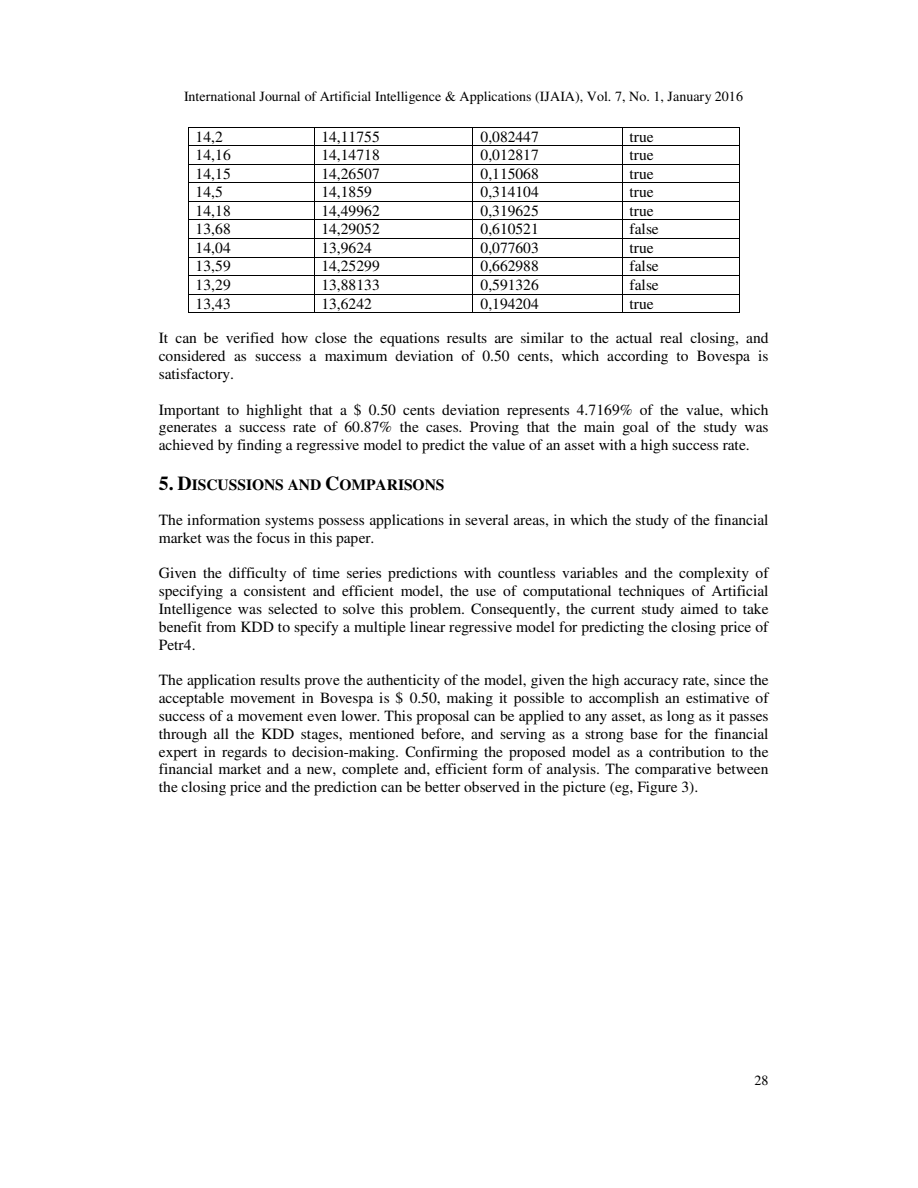 International Journal of Artificial Intelligence & Applications (IJAIA), Vol. 7, No. 1, January 2016
14,2 14,11755 0,082447 true
14,16 14,14718 0,012817 true
14,15 14,26507 0,115068 true
14,5 14,1859 0,314104 true
14,18 14,49962 0,319625 true
13,68 14,29052 0,610521 false
14,04 13,9624 0,077603 true
13,59 14,25299 0,662988 false
13,29 13,88133 0,591326 false
13,43 13,6242 0,194204 true
It can be verified how close the equations results are similar to the actual real closing, and
considered as success a maximum deviation of 0.50 cents, which according to Bovespa is
satisfactory.
Important to highlight that a $ 0.50 cents deviation represents 4.7169% of the value, which
generates a success rate of 60.87% the cases. Proving that the main goal of the study was
achieved by finding a regressive model to predict the value of an asset with a high success rate.
5. DISCUSSIONS AND COMPARISONS
The information systems possess applications in several areas, in which the study of the financial
market was the focus in this paper.
Given the difficulty of time series predictions with countless variables and the complexity of
specifying a consistent and efficient model, the use of computational techniques of Artificial
Intelligence was selected to solve this problem. Consequently, the current study aimed to take
benefit from KDD to specify a multiple linear regressive model for predicting the closing price of
Petr4.
The application results prove the authenticity of the model, given the high accuracy rate, since the
acceptable movement in Bovespa is $ 0.50, making it possible to accomplish an estimative of
success of a movement even lower. This proposal can be applied to any asset, as long as it passes
through all the KDD stages, mentioned before, and serving as a strong base for the financial
expert in regards to decision-making. Confirming the proposed model as a contribution to the
financial market and a new, complete and, efficient form of analysis. The comparative between
the closing price and the prediction can be better observed in the picture (eg, Figure 3).
28